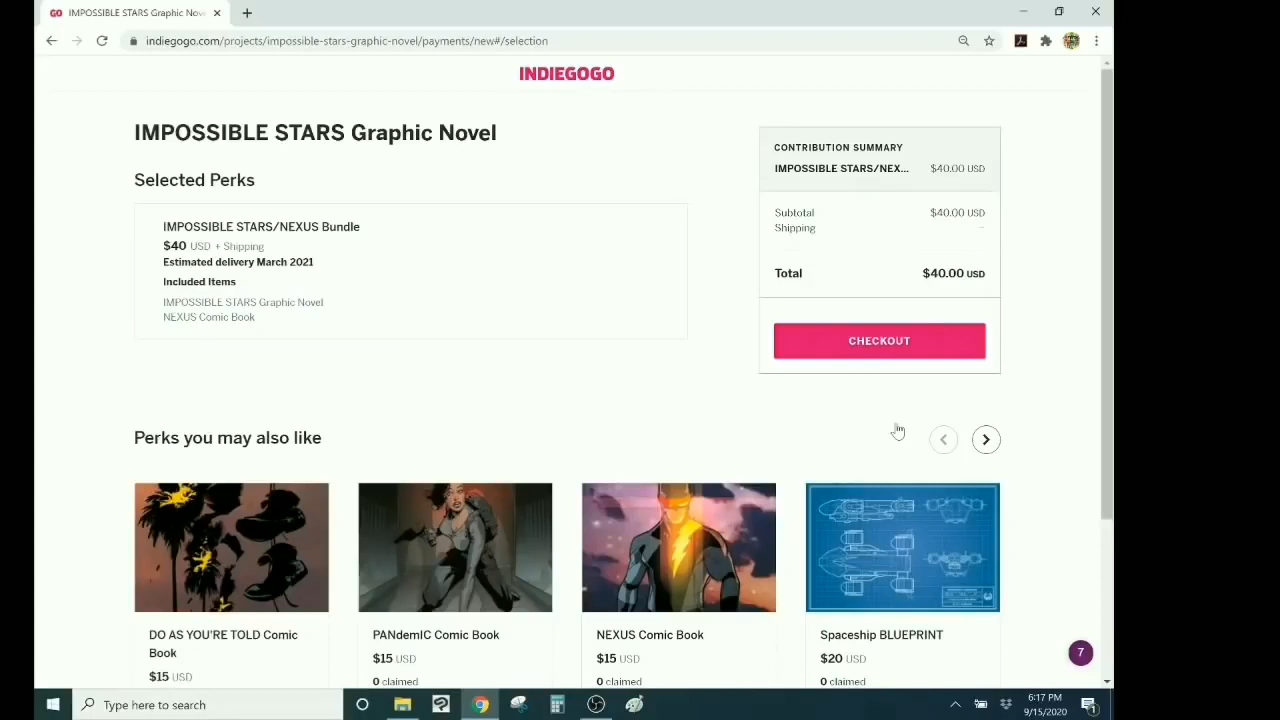 GO IMPOSSIBLE STARS Graphic Nov
indiegogo.com/projects/impossible-stars-graphic-novel/payments/new#/selection
INDIEGOGO
IMPOSSIBLE STARS Graphic Novel
Selected Perks
IMPOSSIBLE STARS/NEXUS Bundle
$40 USD + Shipping
Estimated delivery March 2021
Included Items
IMPOSSIBLE STARS Graphic Novel
NEXUS Comic Book
CONTRIBUTION SUMMARY
IMPOSSIBLE STARS/NEX... $40.00 USD
Subtotal $40.00 USD
Shipping --
Total $40.00 USD
CHECKOUT
Perks you may also like
DO AS YOU'RE TOLD Comic
Book
$15 USD
PANdemIC Comic Book
$15 USD
0 claimed
NEXUS Comic Book
$15 USD
0 claimed
Spaceship BLUEPRINT
$20 USD
0 claimed
7
Type here to search
6:17 PM
9/15/2020
1